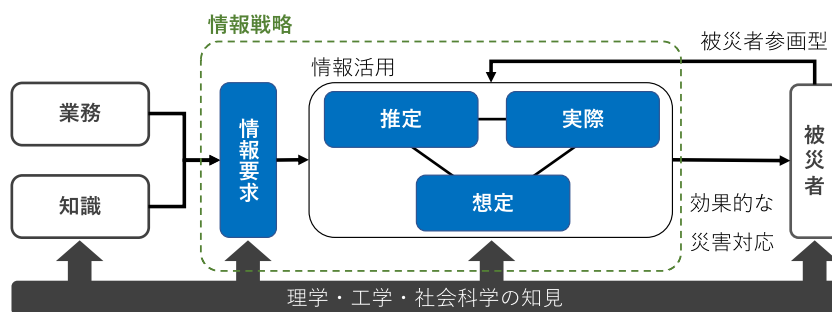 情報戦略
被災者参画型
情報活用
業務
情報要求
推定
実際
被災者
知識
想定
効果的な
災害対応
理学・工学・社会科学の知見